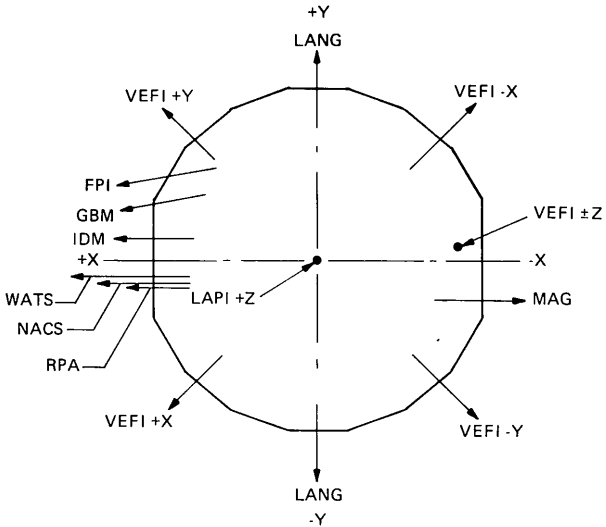 +Y
LANG
VEFI +Y
VEFI -X
FPI
GBM
VEFI ±Z
IDM
+X
-X
WATS
LAPI +Z
MAG
NACS
RPA
VEFI +X
VEFI -Y
LANG
-Y